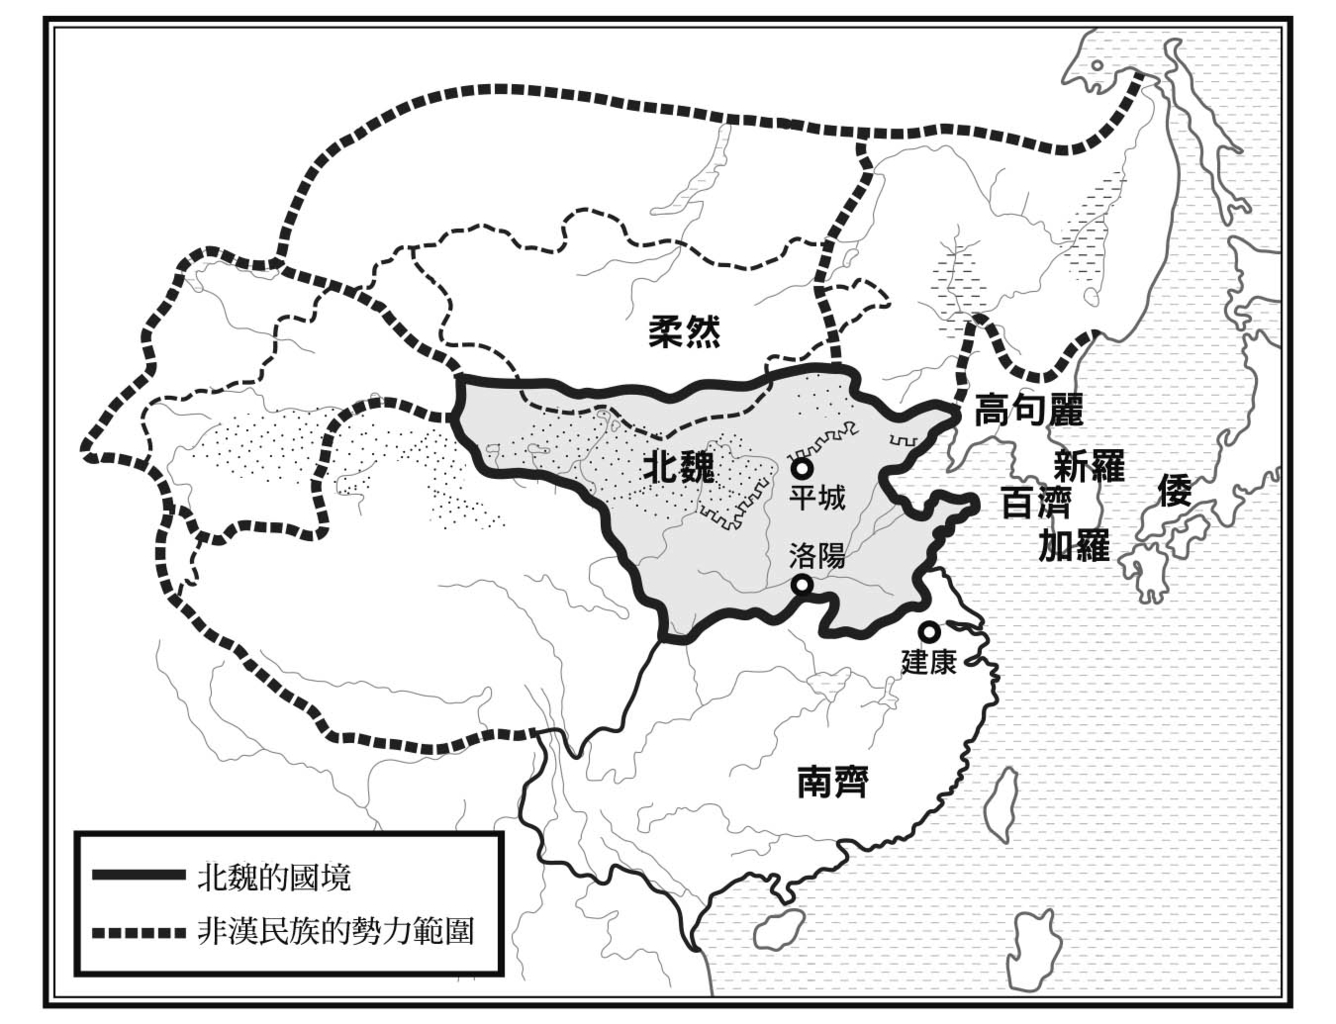 柔然
高句麗
北魏
新羅
平城
百濟
倭
加羅
洛陽
建康
南齊
北魏的國境
非漢民族的勢力範圍